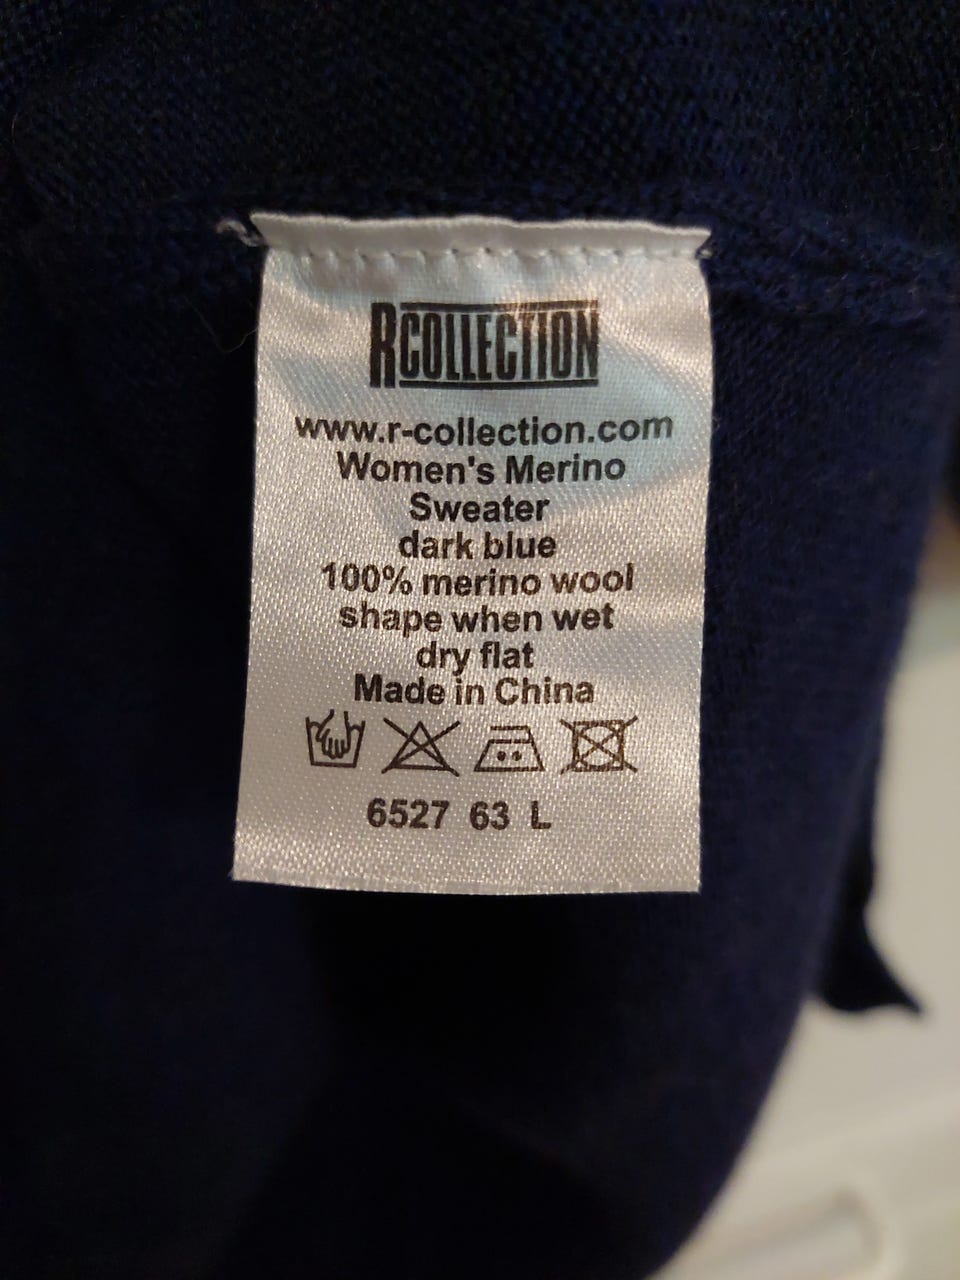 RCOLLECTION
www.r-collection.com
Women's Merino
Sweater
dark blue
100% merino wool
shape when wet
dry flat
Made in China
6527 63 L